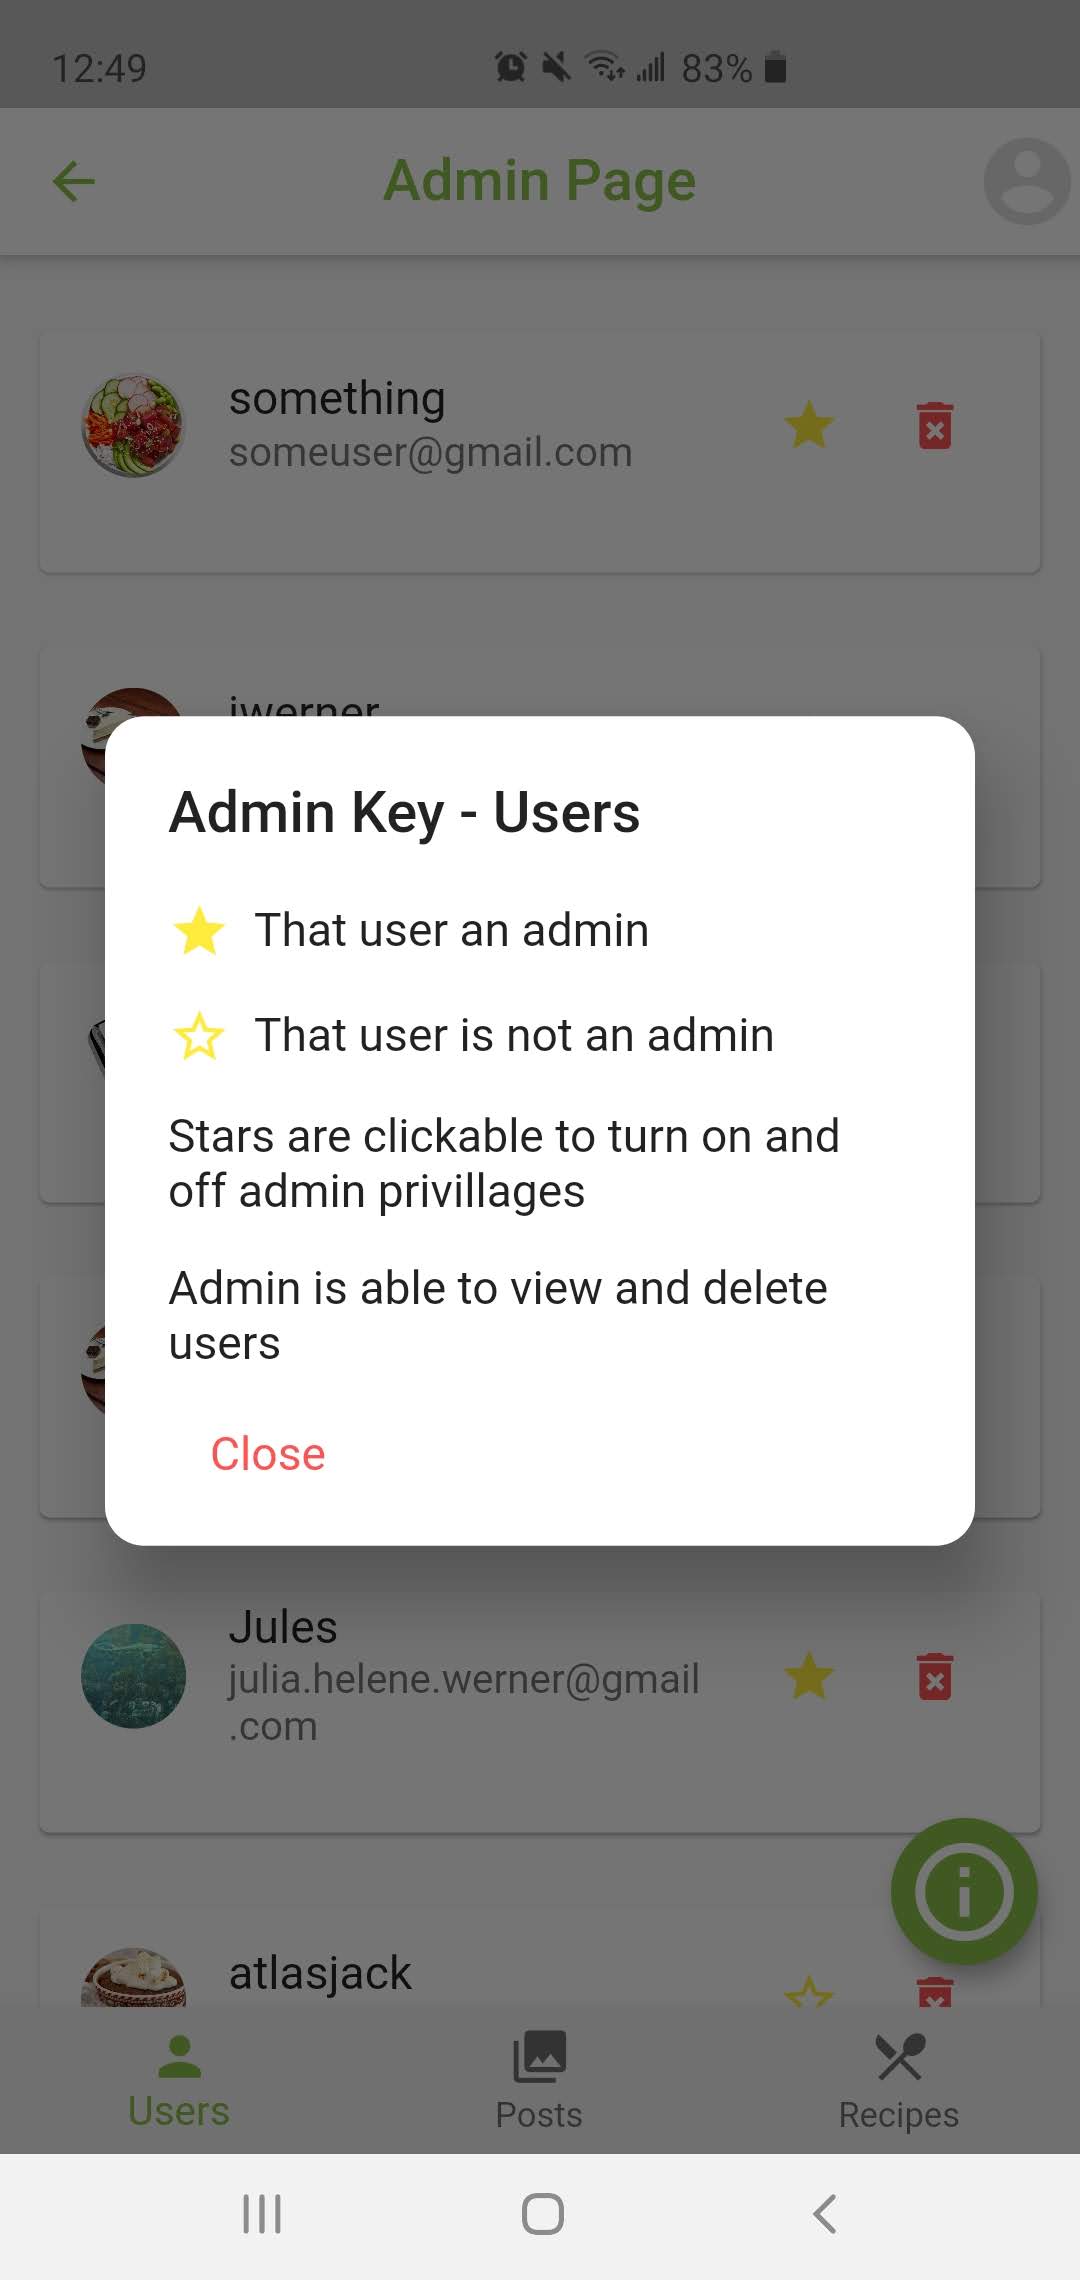 12:49
83%
Admin Page
something
someuser@gmail.com
iwerner
Admin Key - Users
That user an admin
That user is not an admin
Stars are clickable to turn on and
off admin privillages
Admin is able to view and delete
users
Close
Jules
julia.helene.werner@gmail
.com
atlasjack
Users
Posts
Recipes